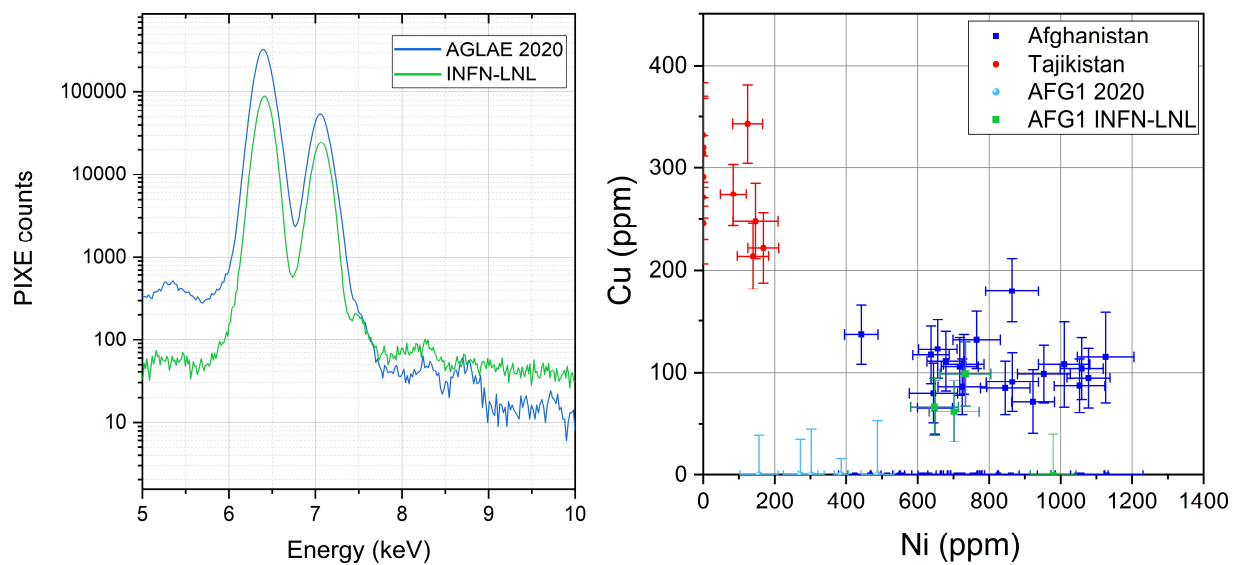 AGLAE 2020
INFN-LNL
100000
10000
1000
100
10
PIXE counts
5 6 7 8 9 10
Energy (keV)
Afghanistan
Tajikistan
AFG1 2020
AFG1 INFN-LNL
400
300
200
100
0
Cu (ppm)
0 200 400 600 800 1000 1200 1400
Ni (ppm)